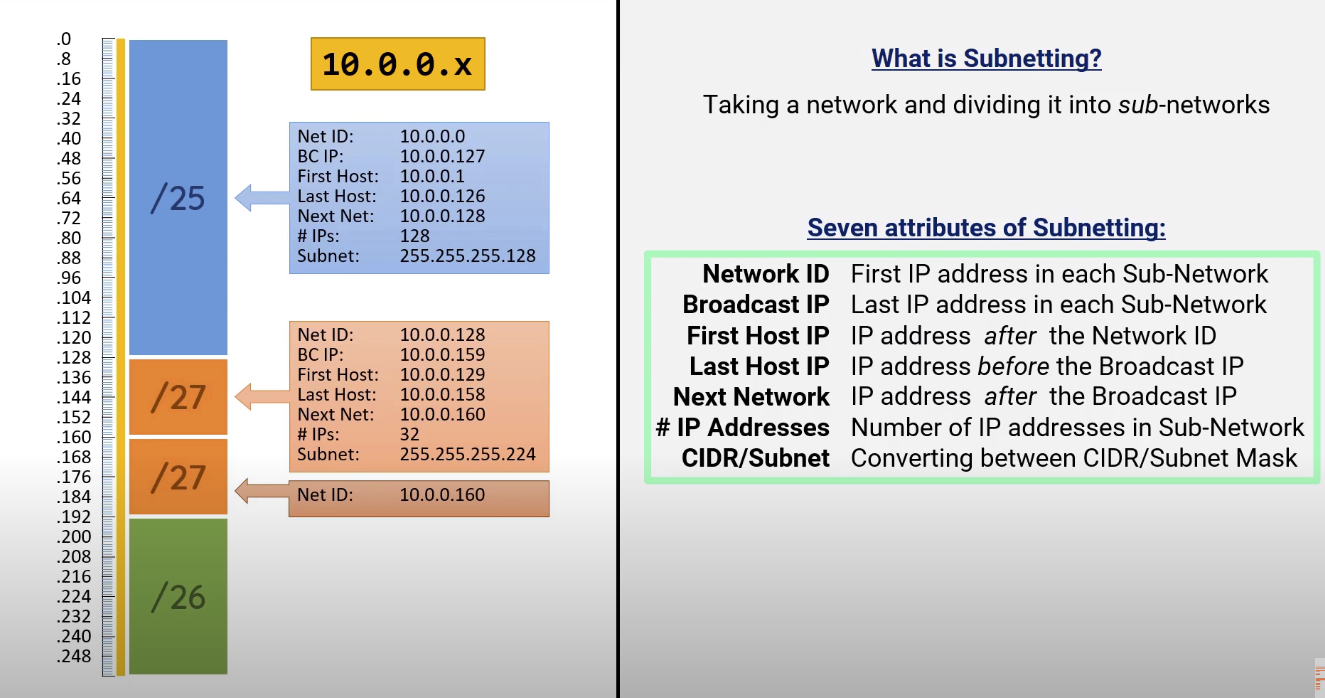 .0
.8
.16
.24
.32
.40
.48
.56
.64
.72
.80
.88
.96
.104
.112
.120
.128
.136
.144
.152
.160
.168
.176
.184
.192
.200
.208
.216
.224
.232
.240
.248
/25
/27
/27
/26
10.0.0.x
Net ID: 10.0.0.0
BC IP: 10.0.0.127
First Host: 10.0.0.1
Last Host: 10.0.0.126
Next Net: 10.0.0.128
# IPs: 128
Subnet: 255.255.255.128
Net ID: 10.0.0.128
BC IP: 10.0.0.159
First Host: 10.0.0.129
Last Host: 10.0.0.158
Next Net: 10.0.0.160
# IPs: 32
Subnet: 255.255.255.224
Net ID: 10.0.0.160
What is Subnetting?
Taking a network and dividing it into sub-networks
Seven attributes of Subnetting:
Network ID First IP address in each Sub-Network
Broadcast IP Last IP address in each Sub-Network
First Host IP IP address after the Network ID
Last Host IP IP address before the Broadcast IP
Next Network IP address after the Broadcast IP
# IP Addresses Number of IP addresses in Sub-Network
CIDR/Subnet Converting between CIDR/Subnet Mask